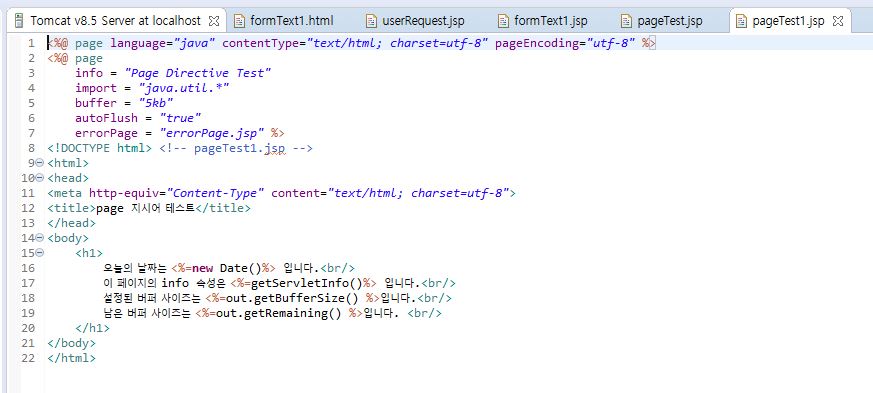 Tomcat v8.5 Server at localhost formText1.html userRequest.jsp formText1.jsp pageTest.jsp pageTest1.jsp
1 <%@ page language="java" contentType="text/html; charset=utf-8" pageEncoding="utf-8" %>
2 <%@ page
3 info = "Page Directive Test"
4 import = "java.util.*"
5 buffer = "5kb"
6 autoFlush = "true"
7 errorPage = "errorPage.jsp" %>
8 <!DOCTYPE html> <!-- pageTest1.jsp -->
9 <html>
10 <head>
11 <meta http-equiv="Content-Type" content="text/html; charset=utf-8">
12 <title>page 지시어 테스트</title>
13 </head>
14 <body>
15 <h1>
16 오늘의 날짜는 <%=new Date()%> 입니다.<br/>
17 이 페이지의 info 속성은 <%=getServletInfo()%> 입니다.<br/>
18 설정된 버퍼 사이즈는 <%=out.getBufferSize() %>입니다.<br/>
19 남은 버퍼 사이즈는 <%=out.getRemaining() %>입니다. <br/>
20 </h1>
21 </body>
22 </html>